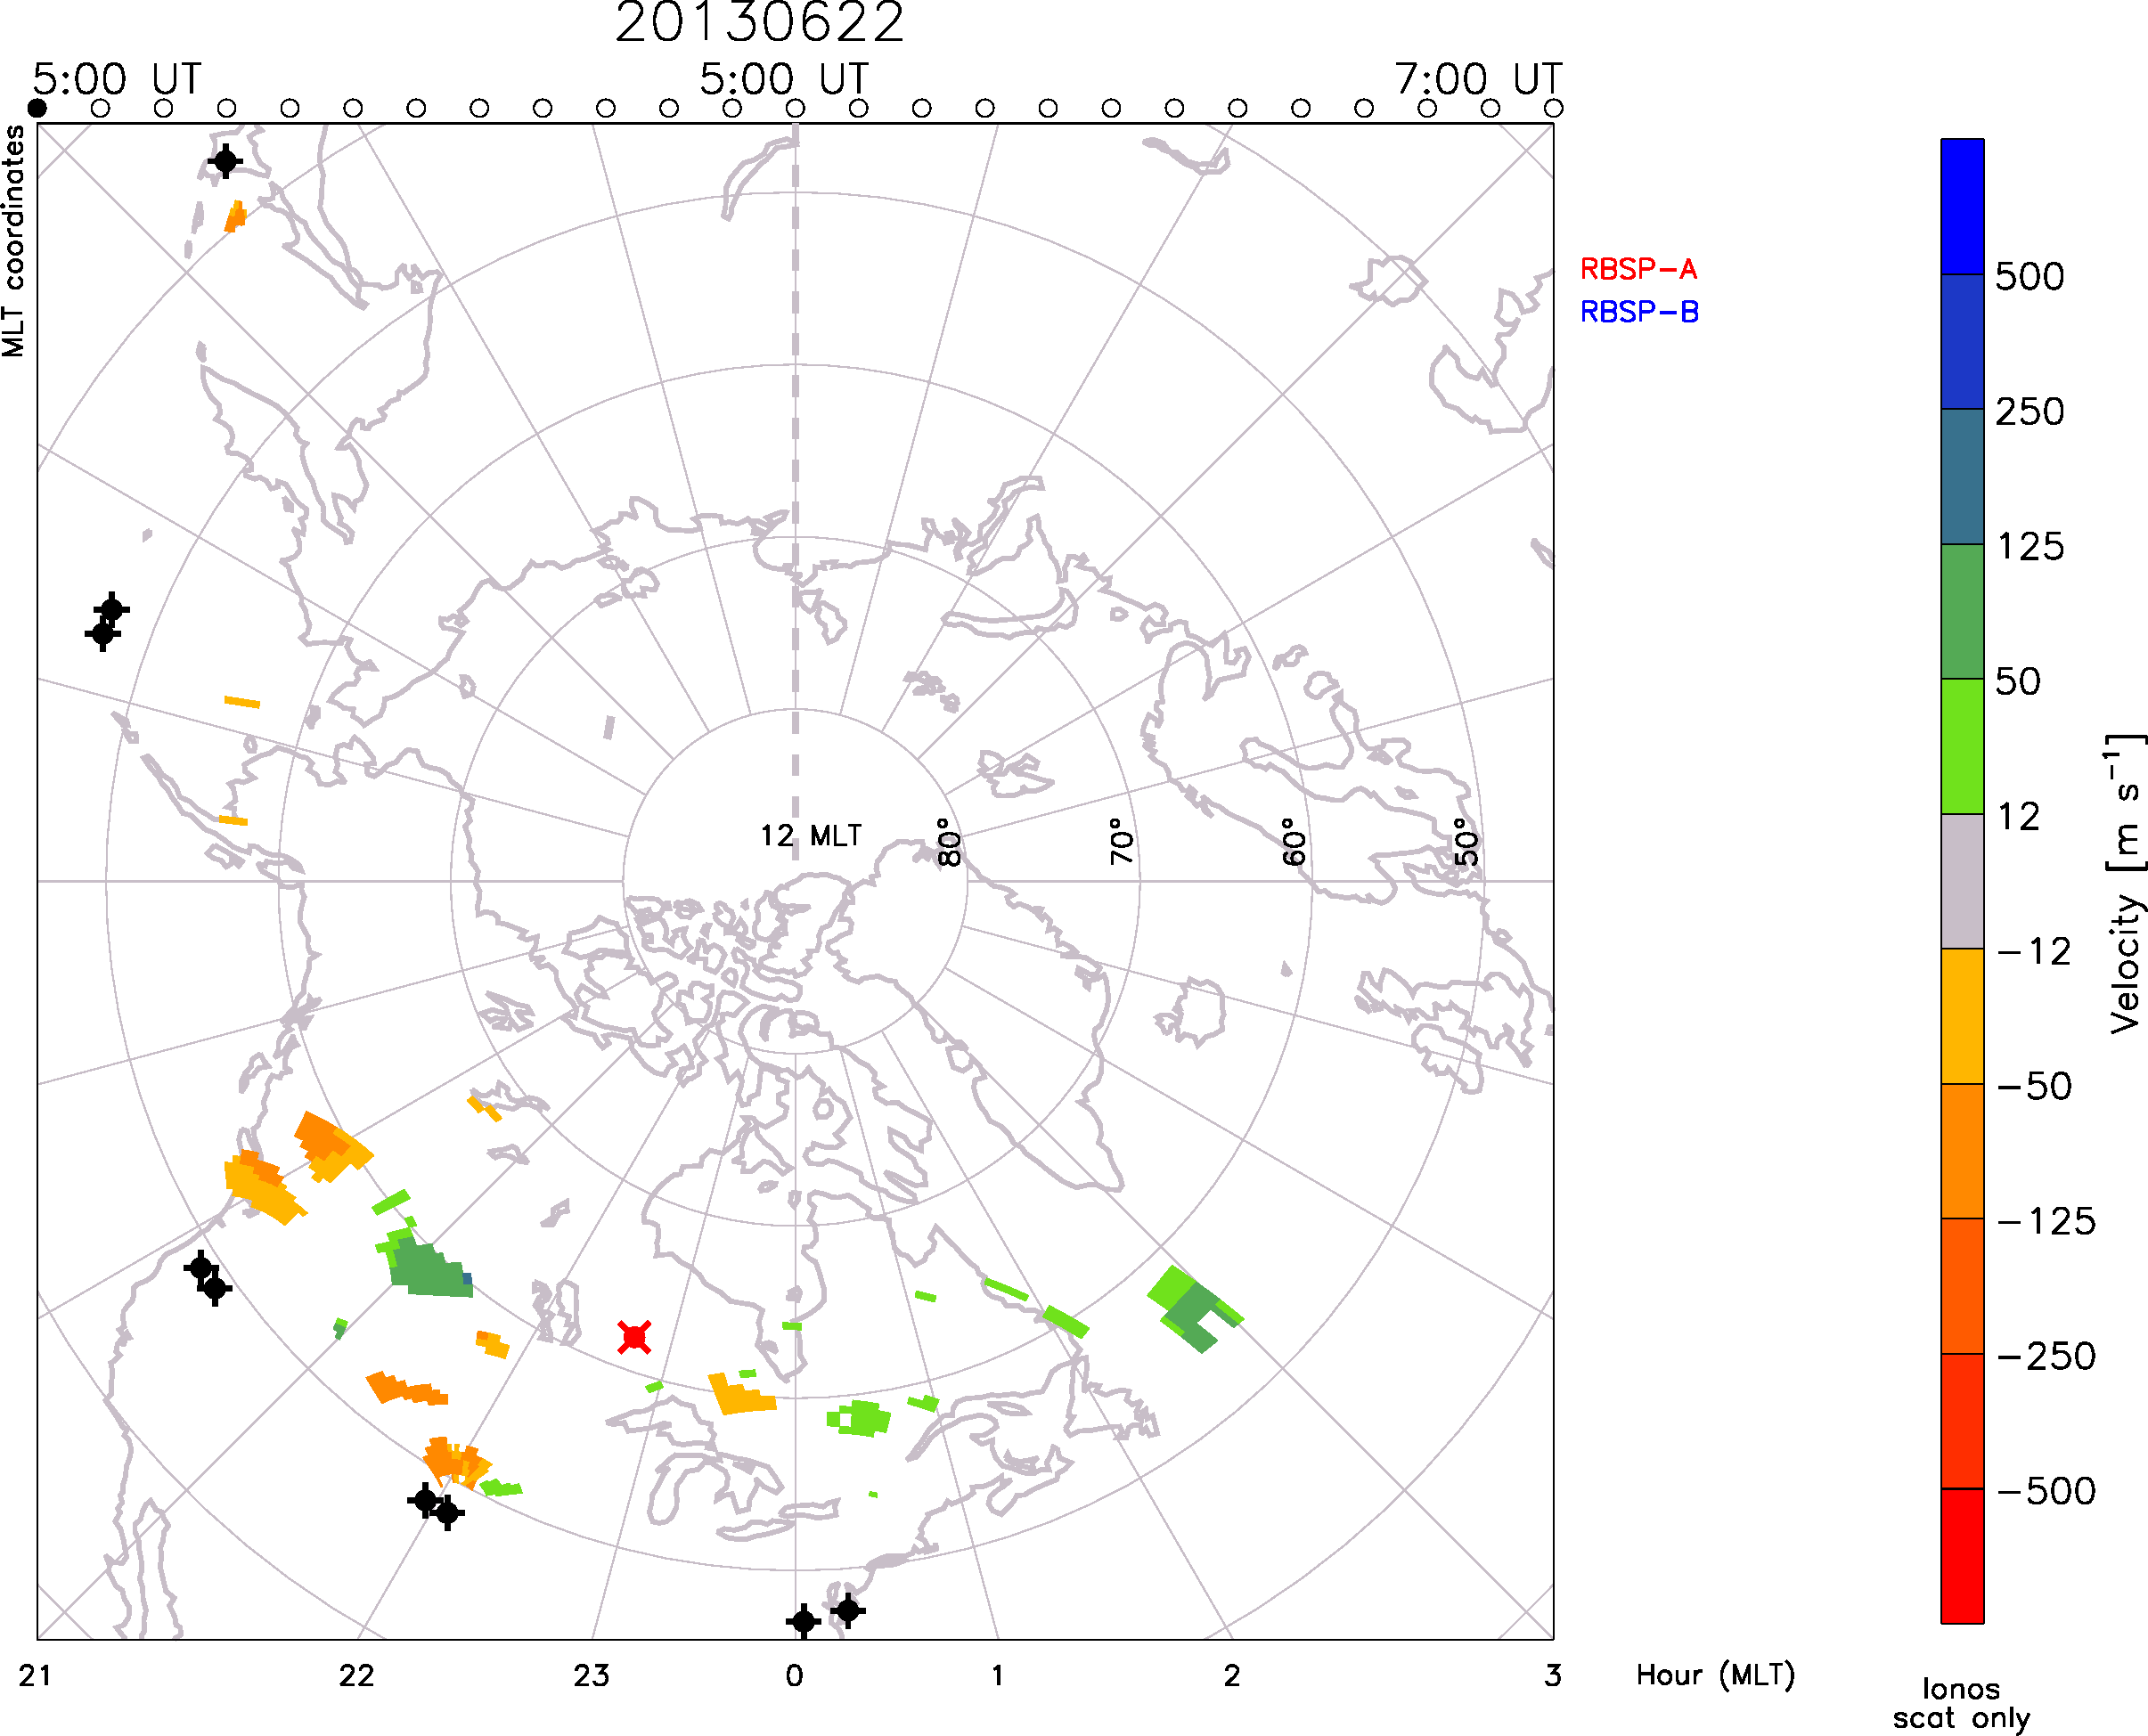 20130622
5:00 UT 5:00 UT 7:00 UT
MLT coordinates
RBSP-A
RBSP-B
500
250
125
50
12
-12
-50
-125
-250
-500
Velocity [m s⁻¹]
12 MLT
80° 70° 60° 50°
21 22 23 0 1 2 3 Hour (MLT)
Ionos
scat only